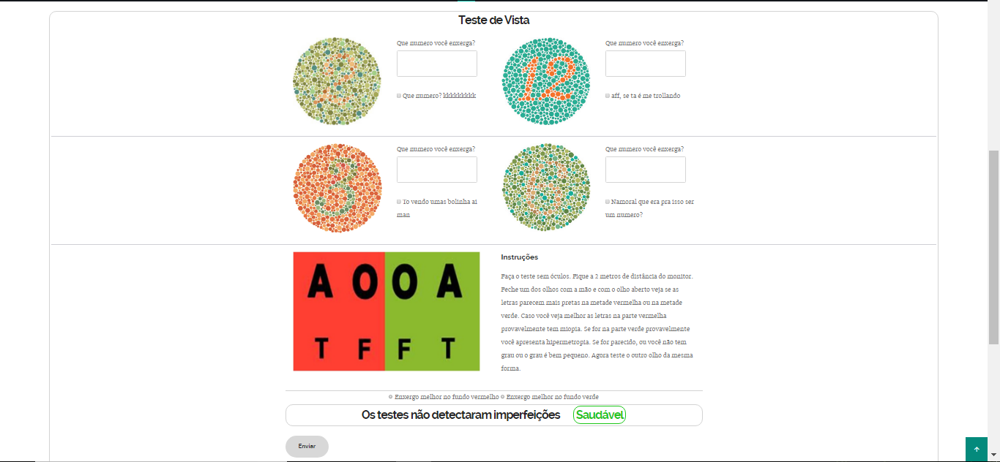 Teste de Vista
Que numero você enxerga?
Que numero? kkkkkkkkkk
12
Que numero você enxerga?
aff, se ta é me trollando
6
Que numero você enxerga?
To vendo umas bolinha ai
man
Que numero você enxerga?
Namoral que era pra isso ser
um numero?
A O O A
T F F T
Instruções
Faça o teste sem óculos. Fique a 2 metros de distância do monitor.
Feche um dos olhos com a mão e com o olho aberto veja se as
letras parecem mais pretas na metade vermelha ou na metade
verde. Caso você veja melhor as letras na parte vermelha
provavelmente tem miopia. Se for na parte verde provavelmente
você apresenta hipermetropia. Se for parecido, ou você não tem
grau ou o grau é bem pequeno. Agora teste o outro olho da mesma
forma.
Enxergo melhor no fundo vermelho Enxergo melhor no fundo verde
Os testes não detectaram imperfeições Saudável
Enviar